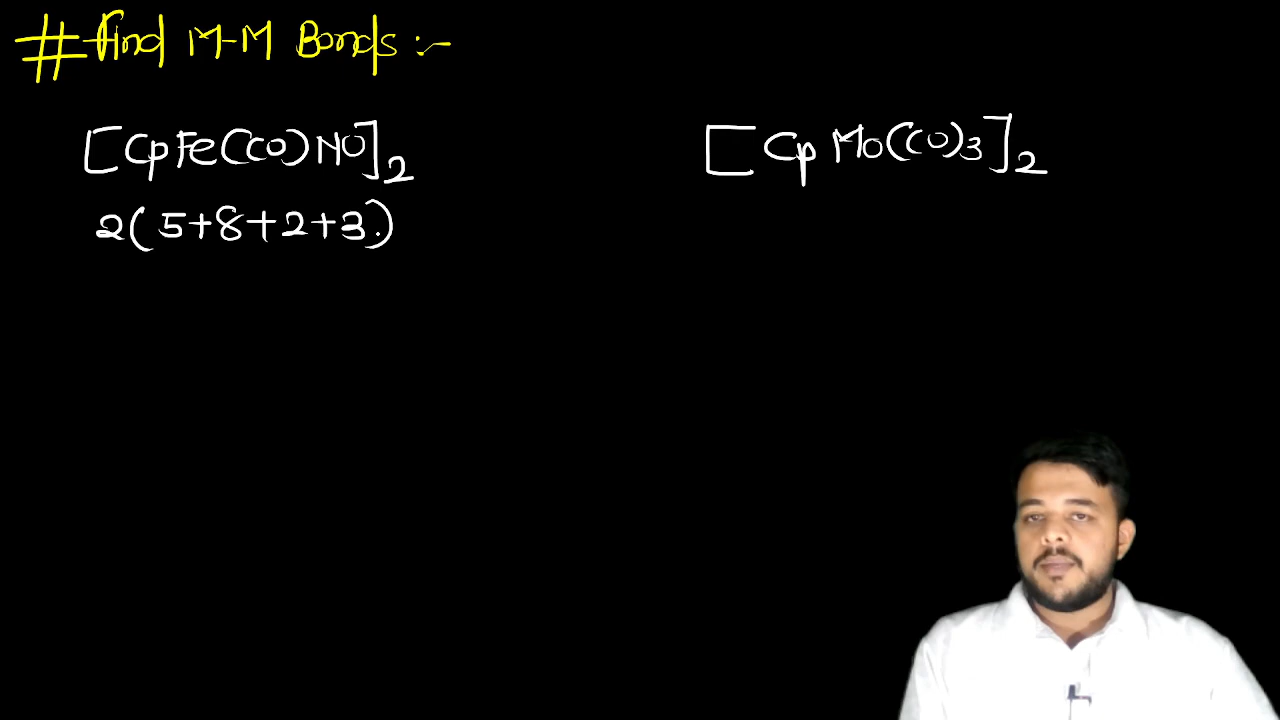 # Find M-M Bonds :-
[CpFe(CO)NO]₂
[CpMo(CO)₃]₂
2(5+8+2+3)